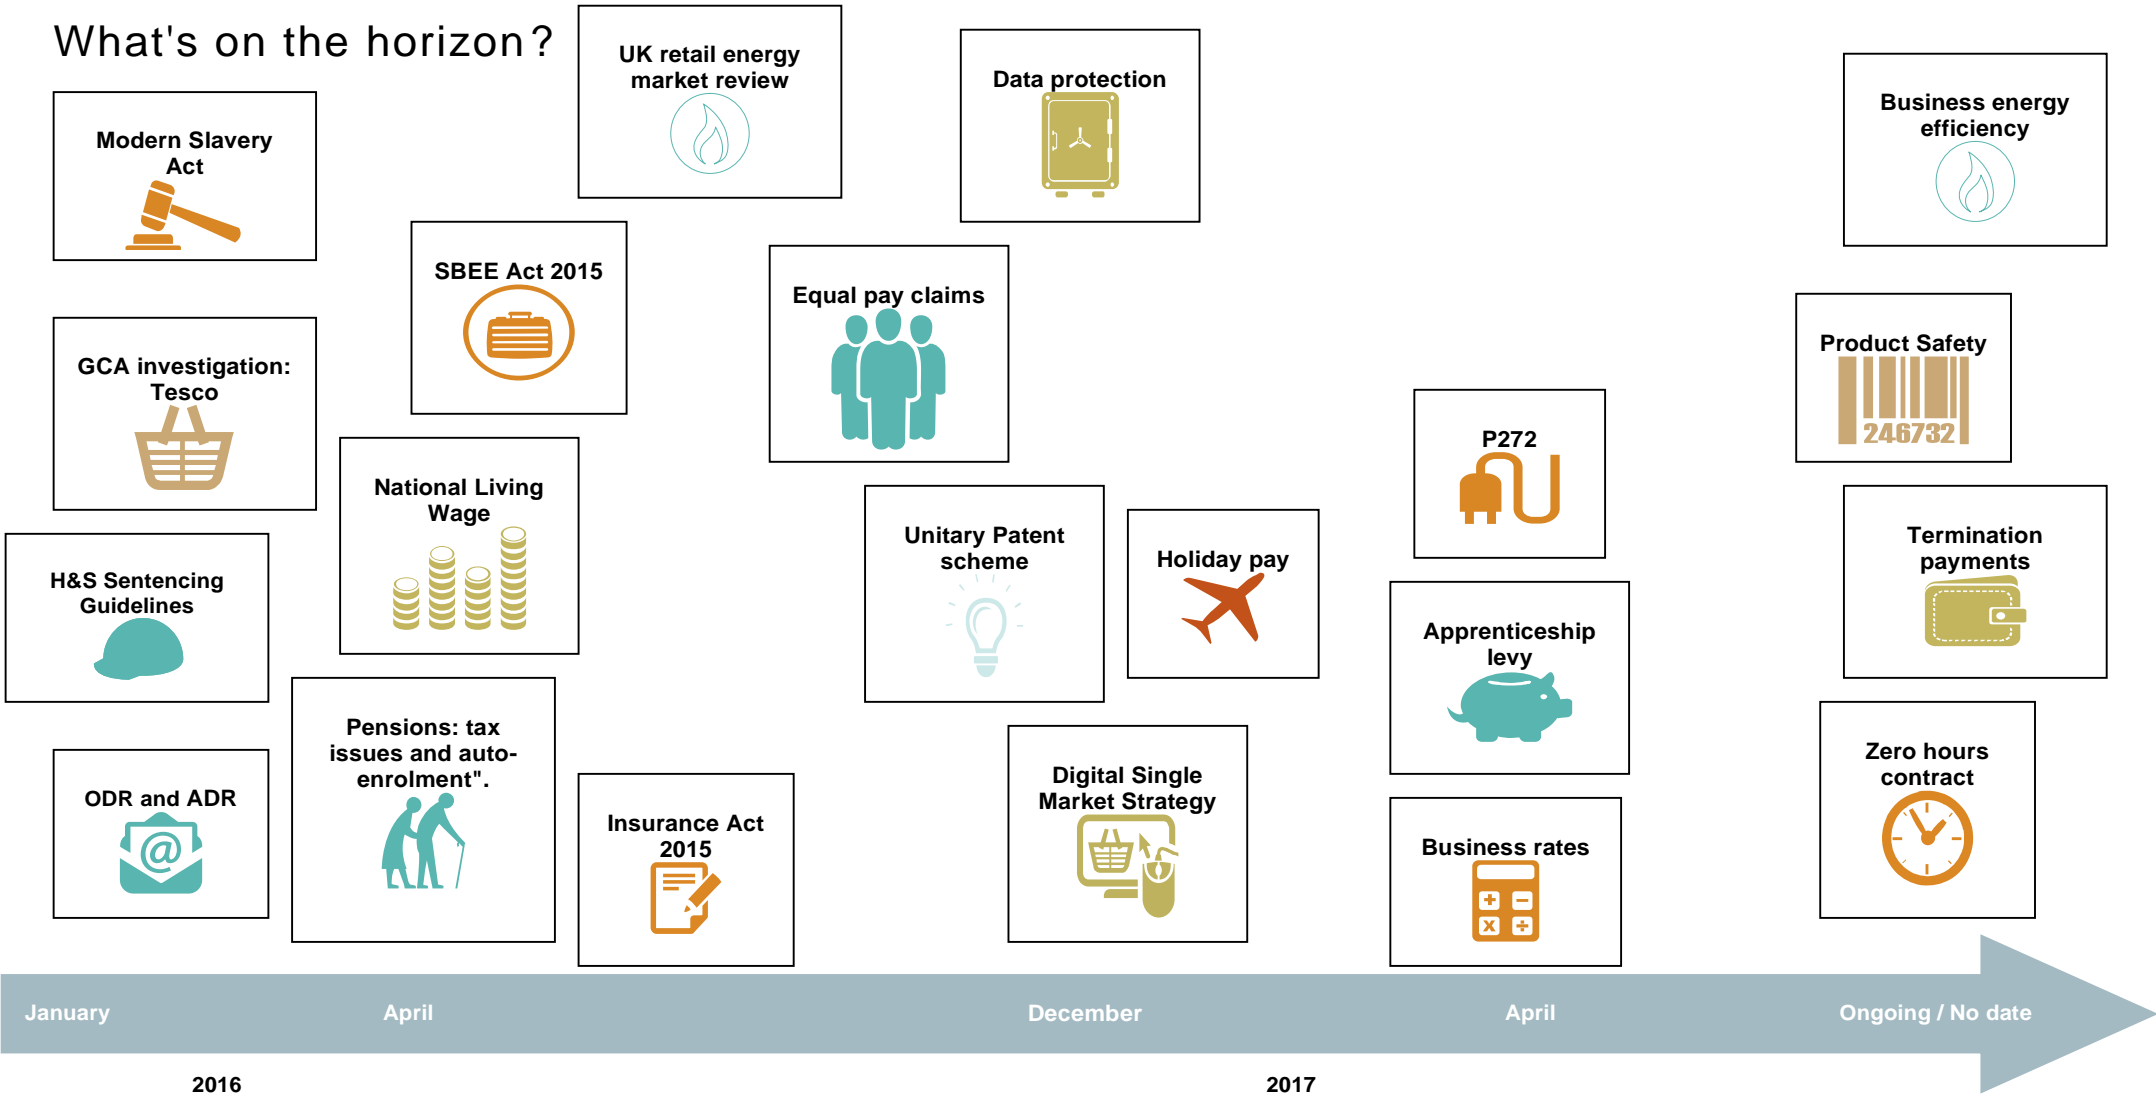 What's on the horizon?
UK retail energy
market review
Data protection
Business energy
efficiency
Modern Slavery
Act
SBEE Act 2015
Equal pay claims
Product Safety
246732
GCA investigation:
Tesco
P272
National Living
Wage
Unitary Patent
scheme
Holiday pay
Termination
payments
H&S Sentencing
Guidelines
Apprenticeship
levy
Pensions: tax
issues and auto-
enrolment".
Digital Single
Market Strategy
Zero hours
contract
ODR and ADR
@
Insurance Act
2015
Business rates
+ −
x ÷
January
April
December
April
Ongoing / No date
2016
2017